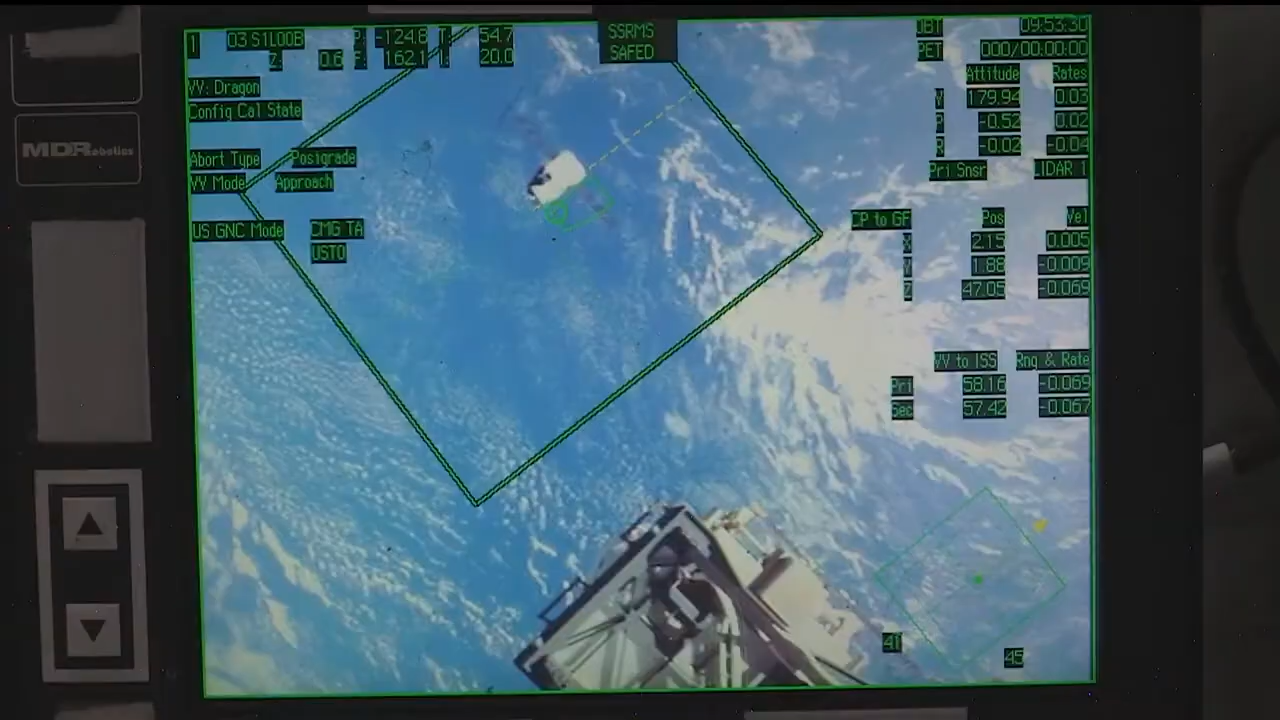 1 03 S1L00B P: -124.8 T: 54.7
Z: 0.6 162.1 20.0
SSRMS
SAFED
JBT 09:53:30
PET 000/00:00:00
VV: Dragon
Config Cal State
Abort Type Posigrade
VV Mode Approach
US GNC Mode CMG TA
USTO
Attitude Rates
Y 179.94 0.03
P -0.52 0.02
R -0.02 -0.04
Pri Snsr LIDAR 1
CP to GF Pos Vel
X 2.15 0.005
Y 1.88 -0.009
Z 47.05 -0.069
VV to ISS Rng & Rate
Pri 58.16 -0.069
Sec 57.42 -0.067
41
45
MDRobotics